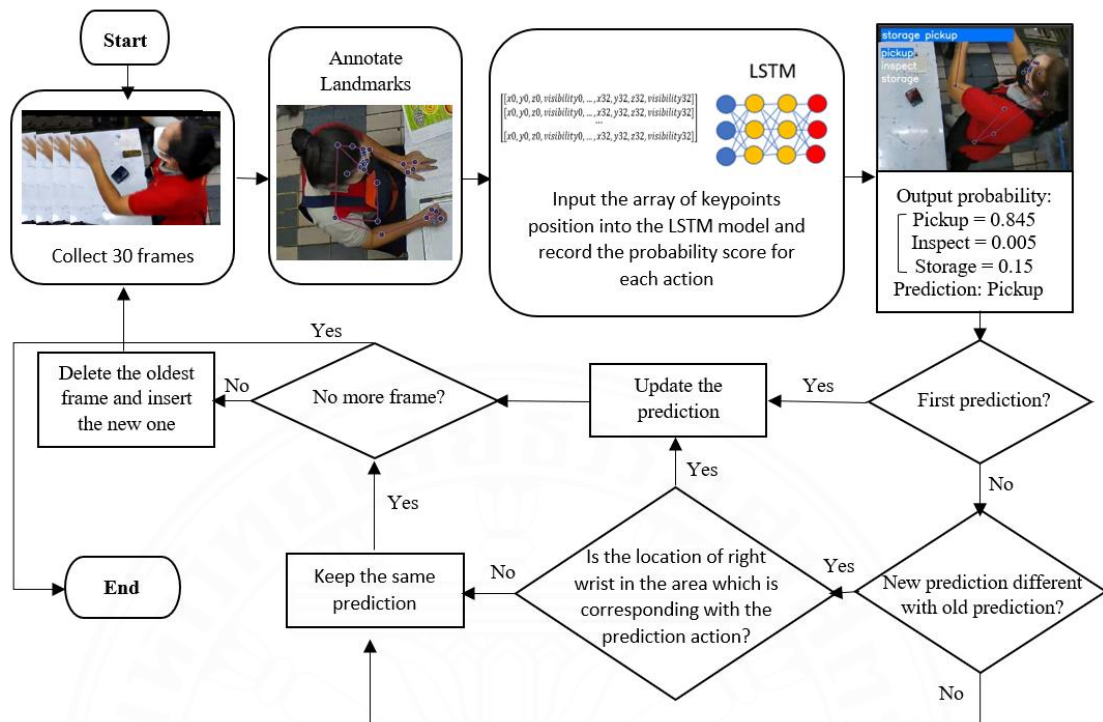 Start
Collect 30 frames
Annotate
Landmarks
[[x0, y0, z0, visibility0, ..., x32, y32, z32, visibility32]
[x0, y0, z0, visibility0, ..., x32, y32, z32, visibility32]
...
[x0, y0, z0, visibility0, ..., x32, y32, z32, visibility32]]
LSTM
Input the array of keypoints
position into the LSTM model and
record the probability score for
each action
storage pickup
pickup
inspect
storage
Output probability:
Pickup = 0.845
Inspect = 0.005
Storage = 0.15
Prediction: Pickup
First prediction?
Yes
No
Update the
prediction
No more frame?
Yes
No
Delete the oldest
frame and insert
the new one
New prediction different
with old prediction?
Yes
No
Is the location of right
wrist in the area which is
corresponding with the
prediction action?
Yes
No
Keep the same
prediction
Yes
End